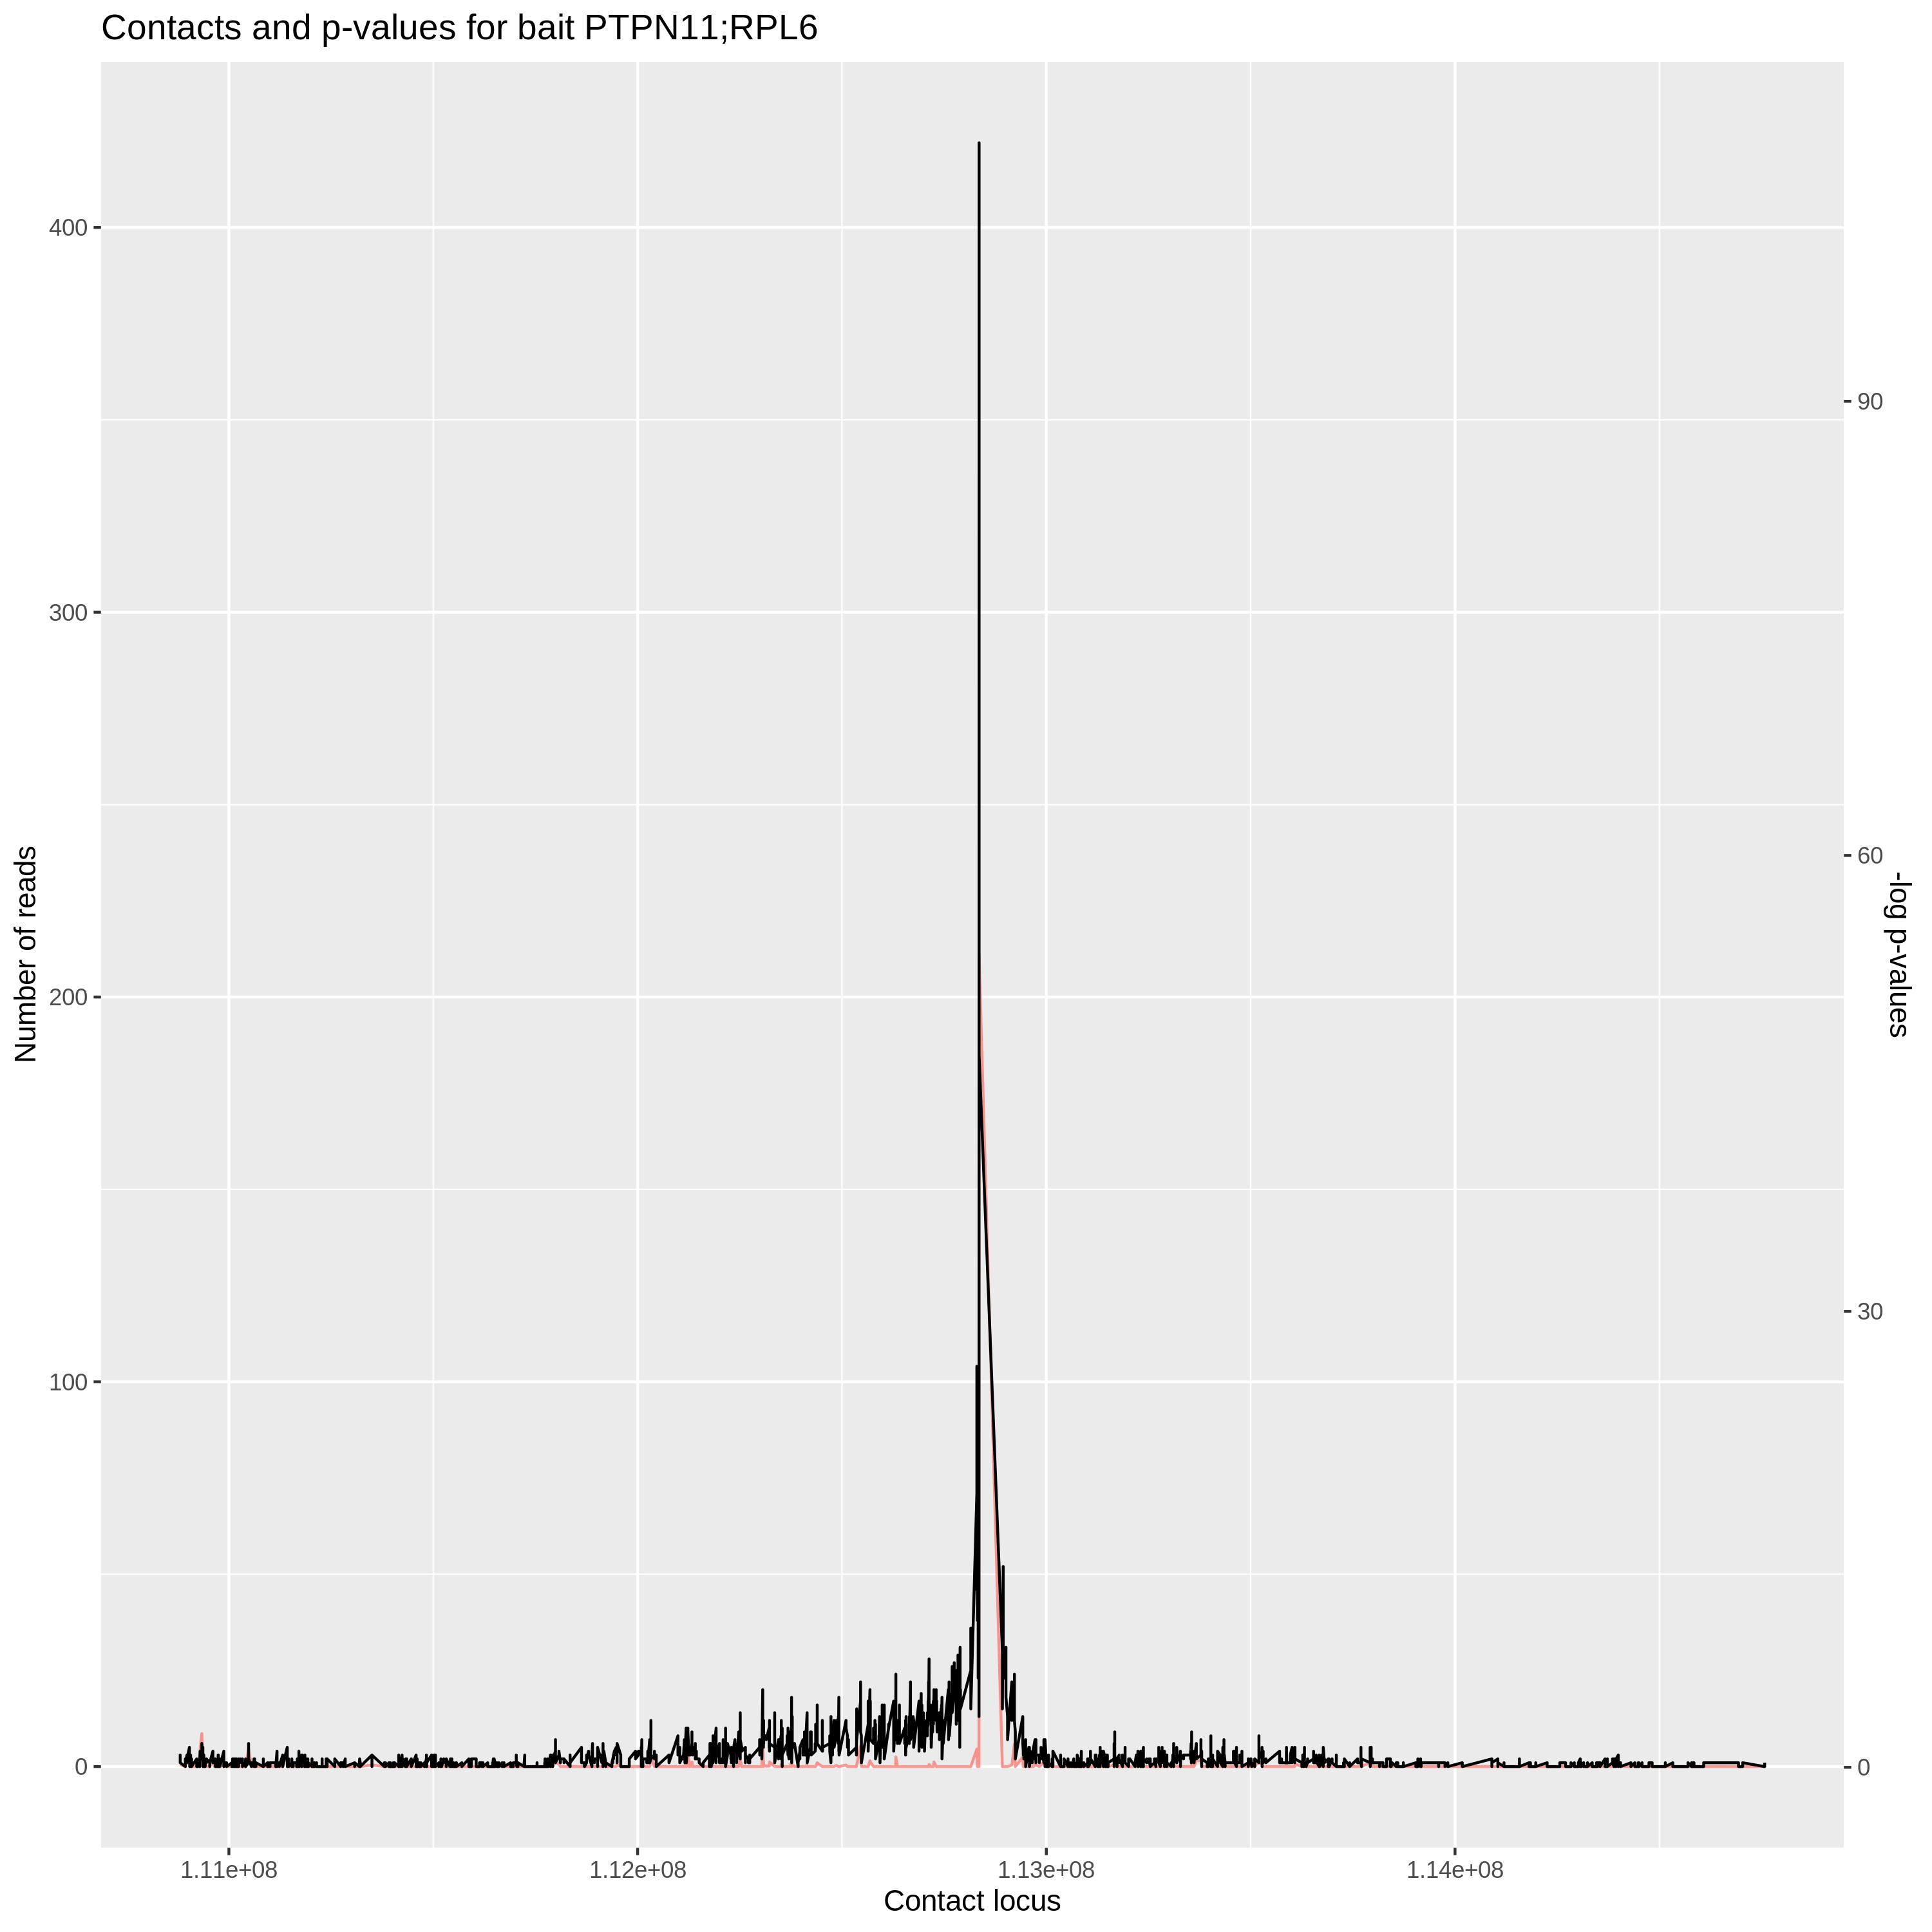 Contacts and p-values for bait PTPN11;RPL6
400
300
200
100
0
90
60
30
0
Number of reads
-log p-values
1.11e+08
1.12e+08
1.13e+08
1.14e+08
Contact locus